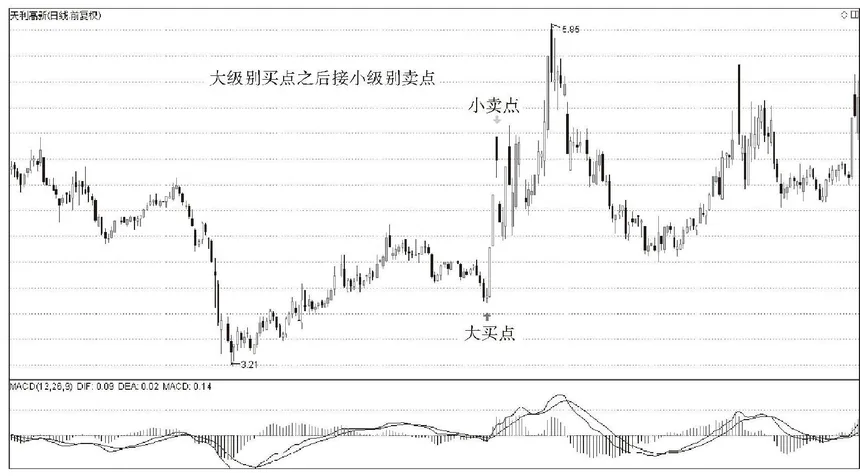 天利高新(日线.前复权)
5.95
大级别买点之后接小级别卖点
小卖点
大买点
3.21
MACD(12,26,9) DIF: 0.09 DEA: 0.02 MACD: 0.14